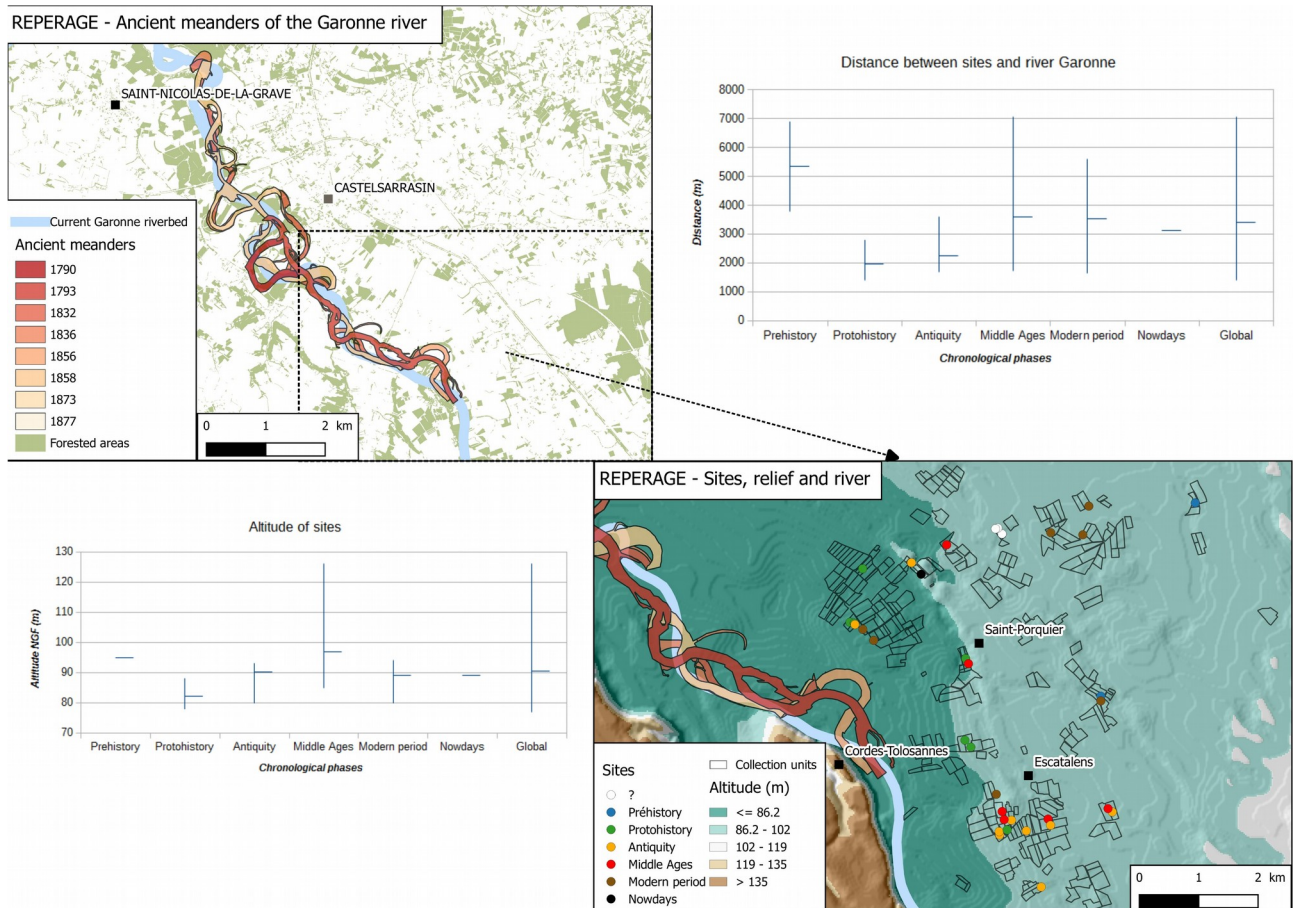 REPERAGE - Ancient meanders of the Garonne river
SAINT-NICOLAS-DE-LA-GRAVE
CASTELSARRASIN
Current Garonne riverbed
Ancient meanders
1790
1793
1832
1836
1856
1858
1873
1877
Forested areas
0 1 2 km
Distance between sites and river Garonne
8000
7000
6000
5000
4000
3000
2000
1000
0
Distance (m)
Prehistory Protohistory Antiquity Middle Ages Modern period Nowdays Global
Chronological phases
Altitude of sites
130
120
110
100
90
80
70
Altitude NGF (m)
Prehistory Protohistory Antiquity Middle Ages Modern period Nowdays Global
Chronological phases
REPERAGE - Sites, relief and river
Saint-Porquier
Cordes-Tolosannes
Escatalens
Sites
?
Préhistory
Protohistory
Antiquity
Middle Ages
Modern period
Nowdays
Collection units
Altitude (m)
<= 86.2
86.2 - 102
102 - 119
119 - 135
> 135
0 1 2 km